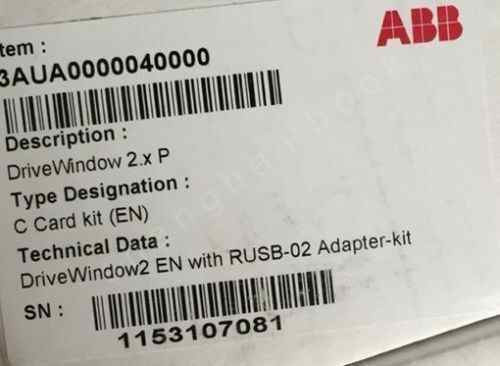 ABB
tem :
3AUA0000040000
Description :
DriveWindow 2.x P
Type Designation :
C Card kit (EN)
Technical Data :
DriveWindow2 EN with RUSB-02 Adapter-kit
SN :
1153107081